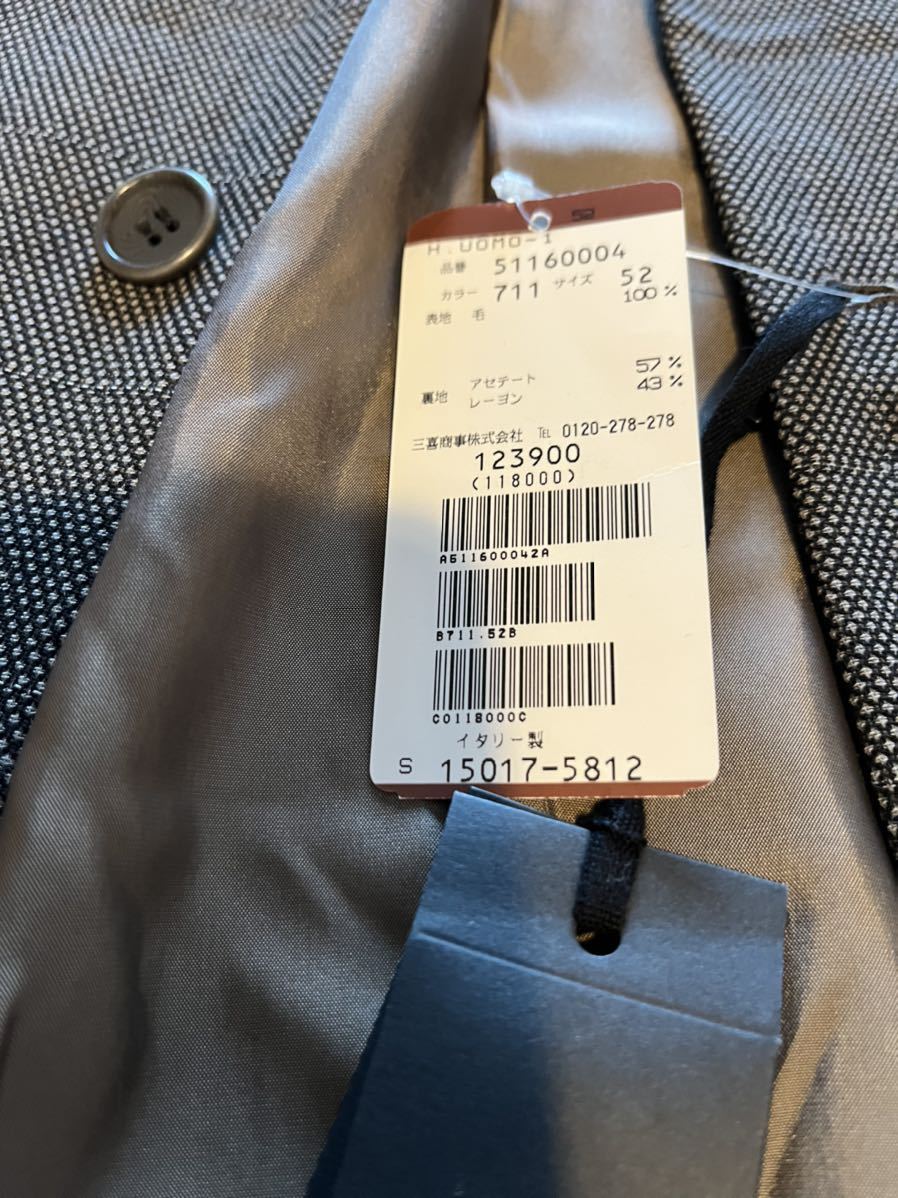 52
H.UOMO-1
品番 51160004
カラー 711 サイズ 52
表地 毛 100 %
裏地 アセテート 57 %
レーヨン 43 %
三喜商事株式会社 TEL 0120-278-278
123900
(118000)
A511600042A
B711.52B
C0118000C
イタリー製
S 15017-5812